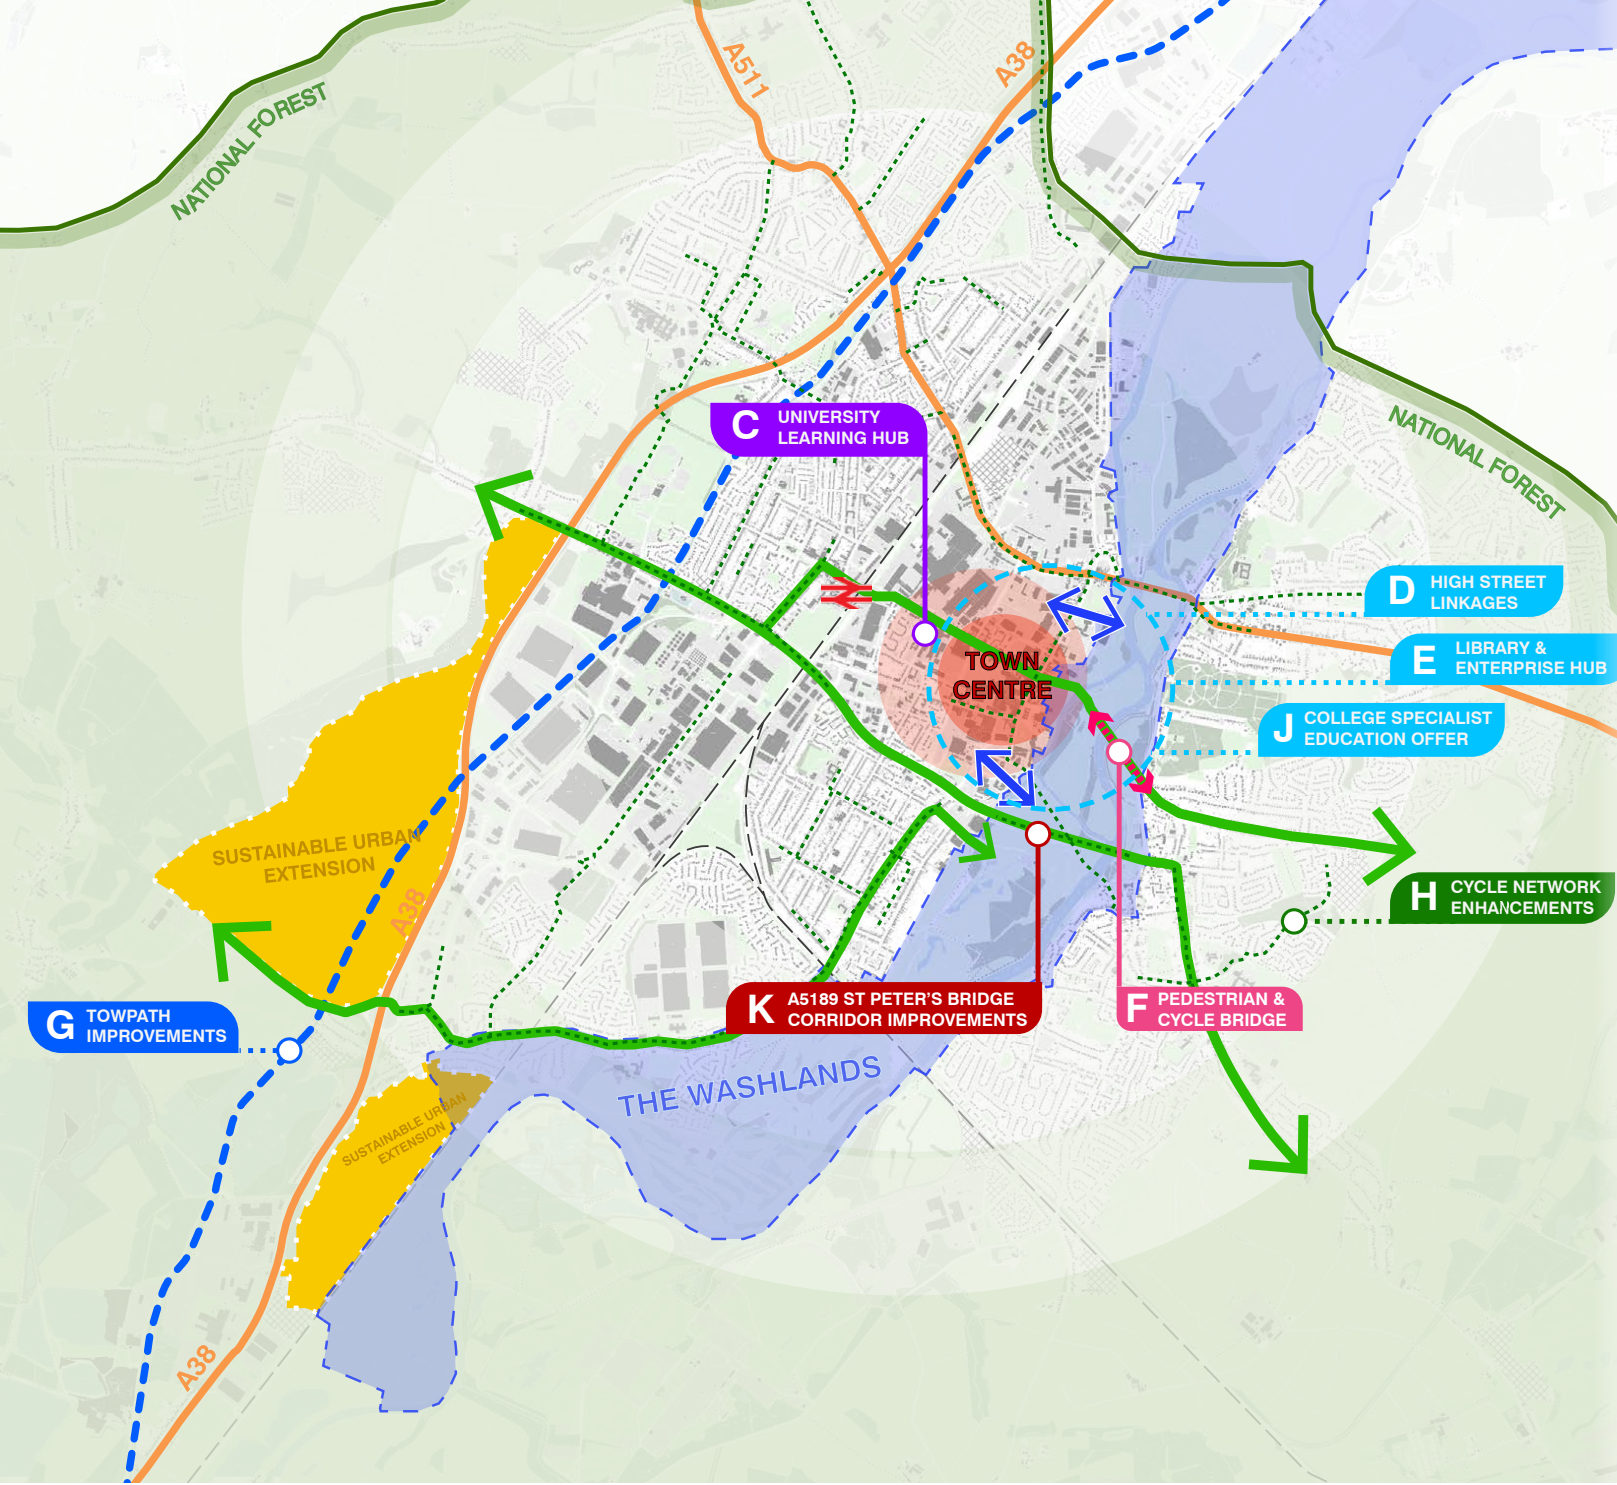 A511
A38
NATIONAL FOREST
C UNIVERSITY
LEARNING HUB
NATIONAL FOREST
D HIGH STREET
LINKAGES
E LIBRARY &
ENTERPRISE HUB
TOWN
CENTRE
J COLLEGE SPECIALIST
EDUCATION OFFER
SUSTAINABLE URBAN
EXTENSION
A38
H CYCLE NETWORK
ENHANCEMENTS
K A5189 ST PETER'S BRIDGE
CORRIDOR IMPROVEMENTS
F PEDESTRIAN &
CYCLE BRIDGE
G TOWPATH
IMPROVEMENTS
THE WASHLANDS
SUSTAINABLE URBAN
EXTENSION
A38